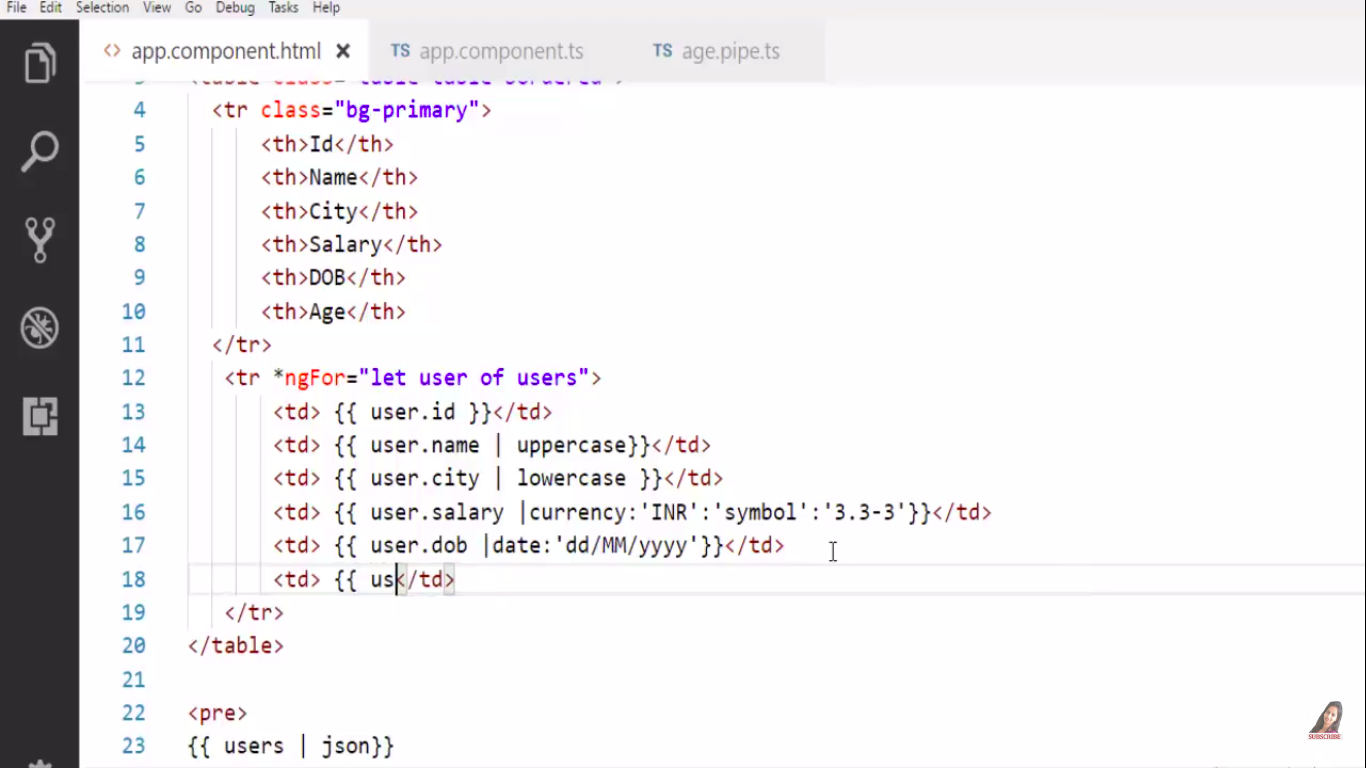 File Edit Selection View Go Debug Tasks Help
<> app.component.html × TS app.component.ts TS age.pipe.ts
4 <tr class="bg-primary">
5 <th>Id</th>
6 <th>Name</th>
7 <th>City</th>
8 <th>Salary</th>
9 <th>DOB</th>
10 <th>Age</th>
11 </tr>
12 <tr *ngFor="let user of users">
13 <td> {{ user.id }}</td>
14 <td> {{ user.name | uppercase}}</td>
15 <td> {{ user.city | lowercase }}</td>
16 <td> {{ user.salary |currency:'INR':'symbol':'3.3-3'}}</td>
17 <td> {{ user.dob |date:'dd/MM/yyyy'}}</td>
18 <td> {{ us</td>
19 </tr>
20 </table>
21
22 <pre>
23 {{ users | json}}
SUBSCRIBE